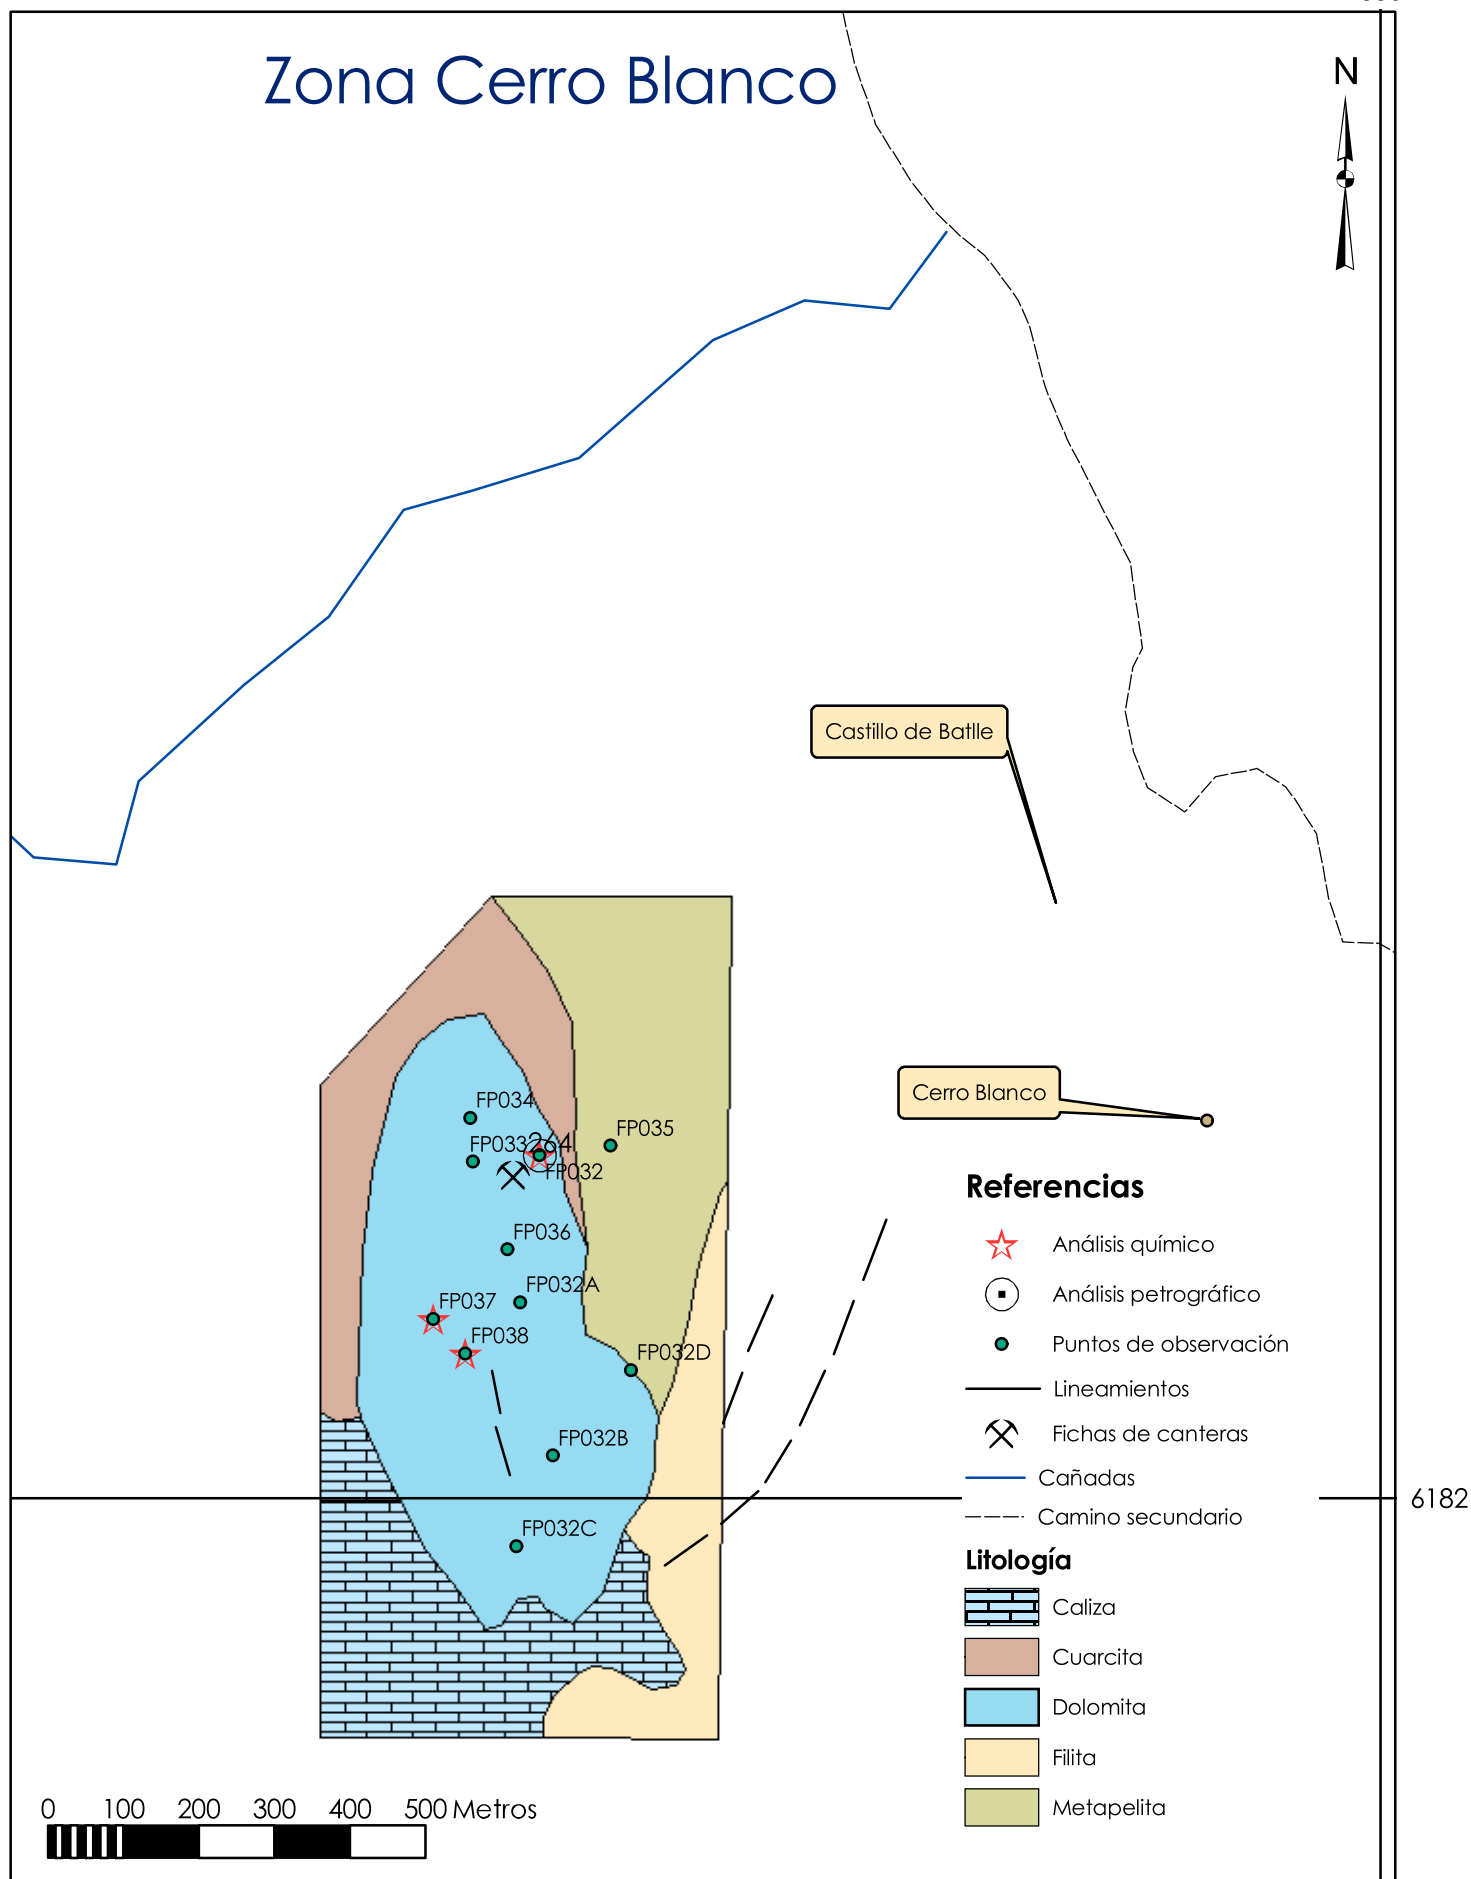 Zona Cerro Blanco
N
Castillo de Batlle
Cerro Blanco
FP034
FP035
FP033
264
FP032
FP036
FP032A
FP037
FP038
FP032D
FP032B
FP032C
6182
Referencias
Análisis químico
Análisis petrográfico
Puntos de observación
Lineamientos
Fichas de canteras
Cañadas
Camino secundario
Litología
Caliza
Cuarcita
Dolomita
Filita
Metapelita
0 100 200 300 400 500 Metros